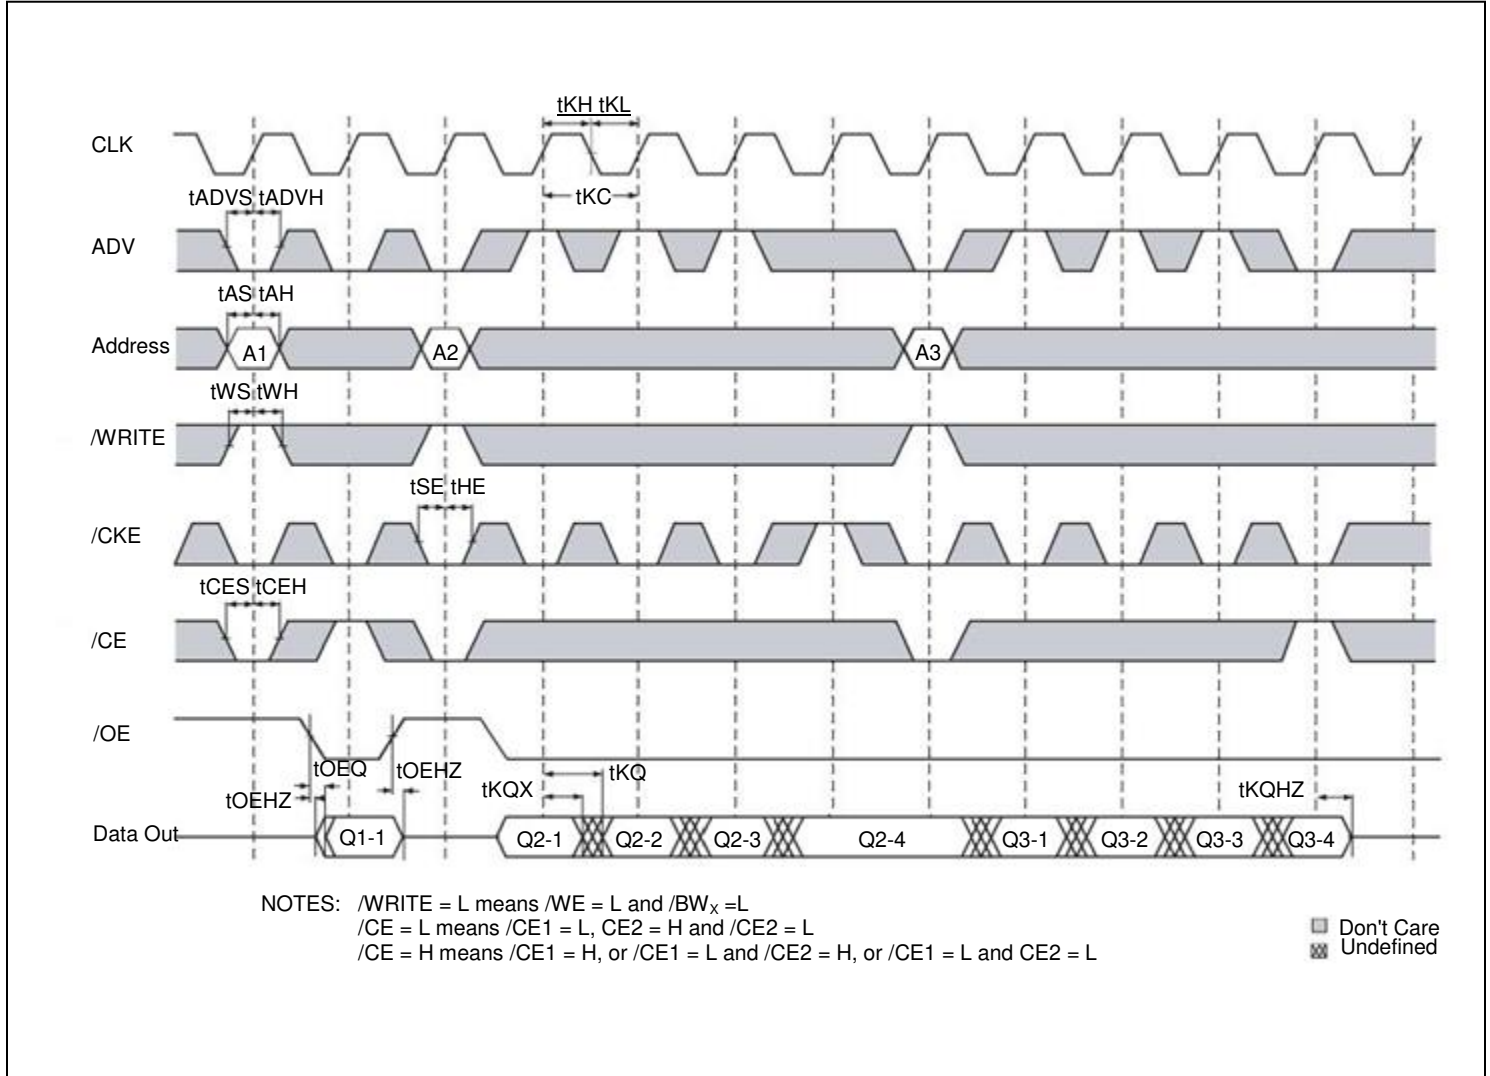 tKH tKL
CLK
tKC
tADVS tADVH
ADV
tAS tAH
Address
A1
A2
A3
tWS tWH
/WRITE
tSE tHE
/CKE
tCES tCEH
/CE
/OE
tOEQ
tOEHZ
tKQ
tKQX
tOEHZ
tKQHZ
Data Out
Q1-1
Q2-1
Q2-2
Q2-3
Q2-4
Q3-1
Q3-2
Q3-3
Q3-4
NOTES: /WRITE = L means /WE = L and /BWX =L
/CE = L means /CE1 = L, CE2 = H and /CE2 = L
/CE = H means /CE1 = H, or /CE1 = L and /CE2 = H, or /CE1 = L and CE2 = L
Don't Care
Undefined